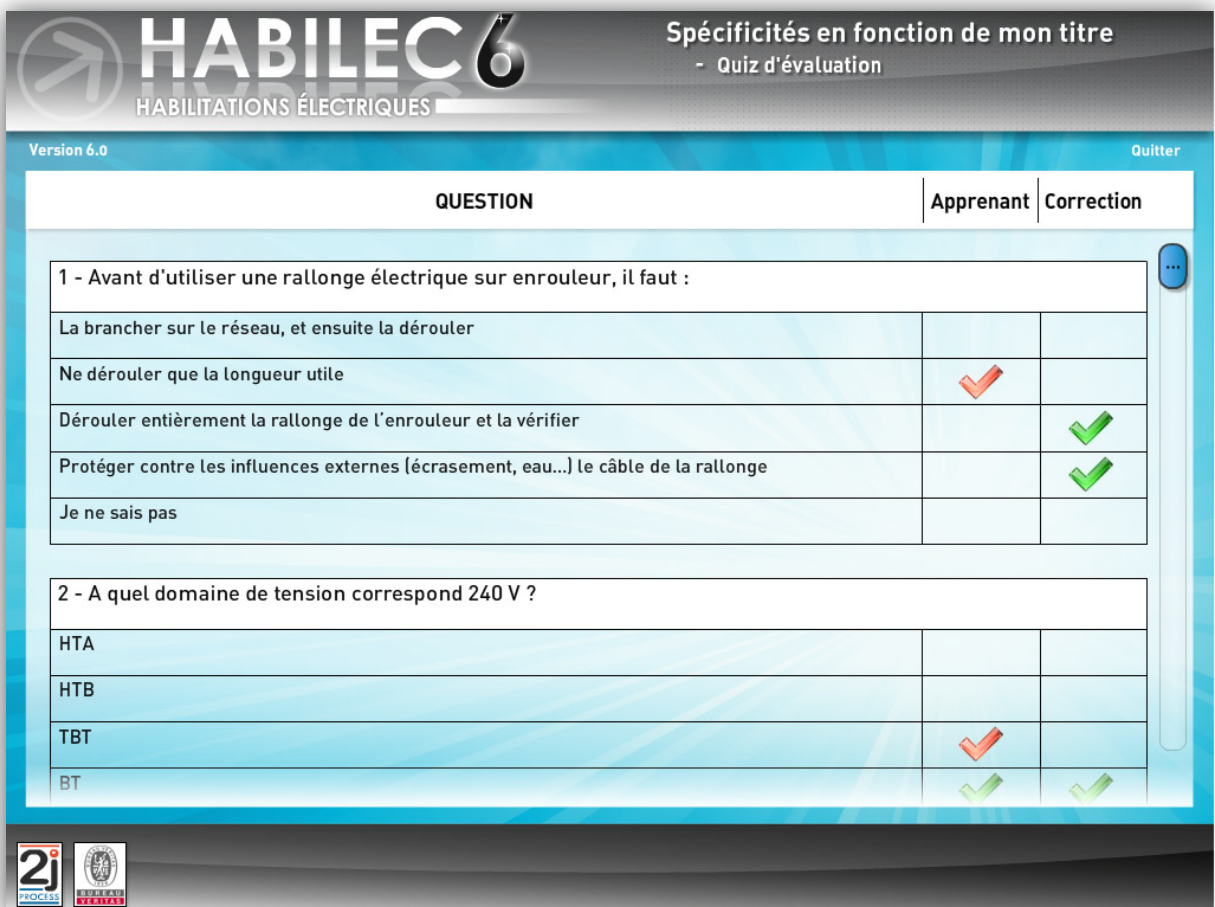 HABILEC 6
HABILITATIONS ÉLECTRIQUES
Spécificités en fonction de mon titre
- Quiz d'évaluation
Version 6.0
Quitter
QUESTION
Apprenant
Correction
...
1 - Avant d'utiliser une rallonge électrique sur enrouleur, il faut :
La brancher sur le réseau, et ensuite la dérouler
Ne dérouler que la longueur utile
Dérouler entièrement la rallonge de l’enrouleur et la vérifier
Protéger contre les influences externes (écrasement, eau...) le câble de la rallonge
Je ne sais pas
2 - A quel domaine de tension correspond 240 V ?
HTA
HTB
TBT
BT
2j
PROCESS
BUREAU
VERITAS